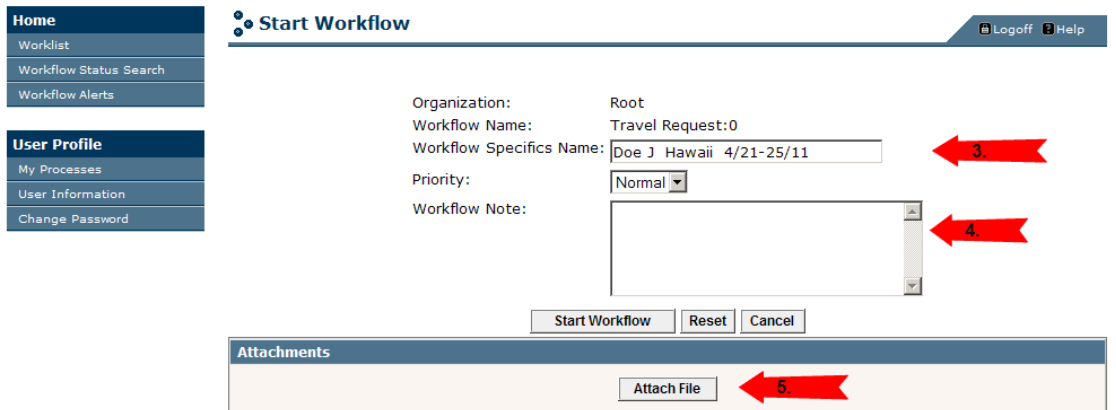 Home
Worklist
Workflow Status Search
Workflow Alerts
User Profile
My Processes
User Information
Change Password
Start Workflow
Logoff ? Help
Organization: Root
Workflow Name: Travel Request:0
Workflow Specifics Name: Doe J Hawaii 4/21-25/11
3.
Priority: Normal
Workflow Note:
4.
Start Workflow Reset Cancel
Attachments
Attach File
5.